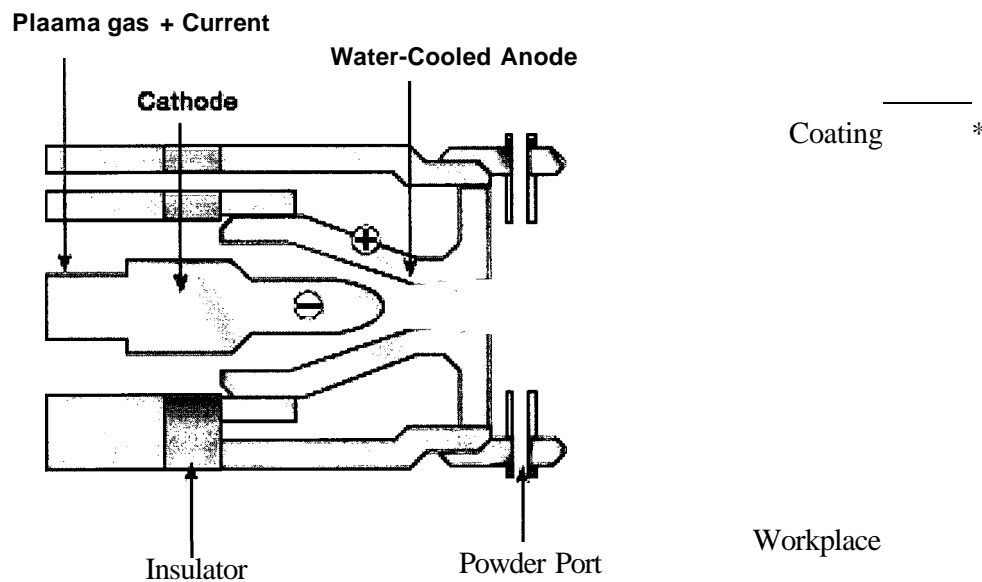 Plaama gas + Current
Water-Cooled Anode
Cathode
Coating *
+
−
Workplace
Powder Port
Insulator